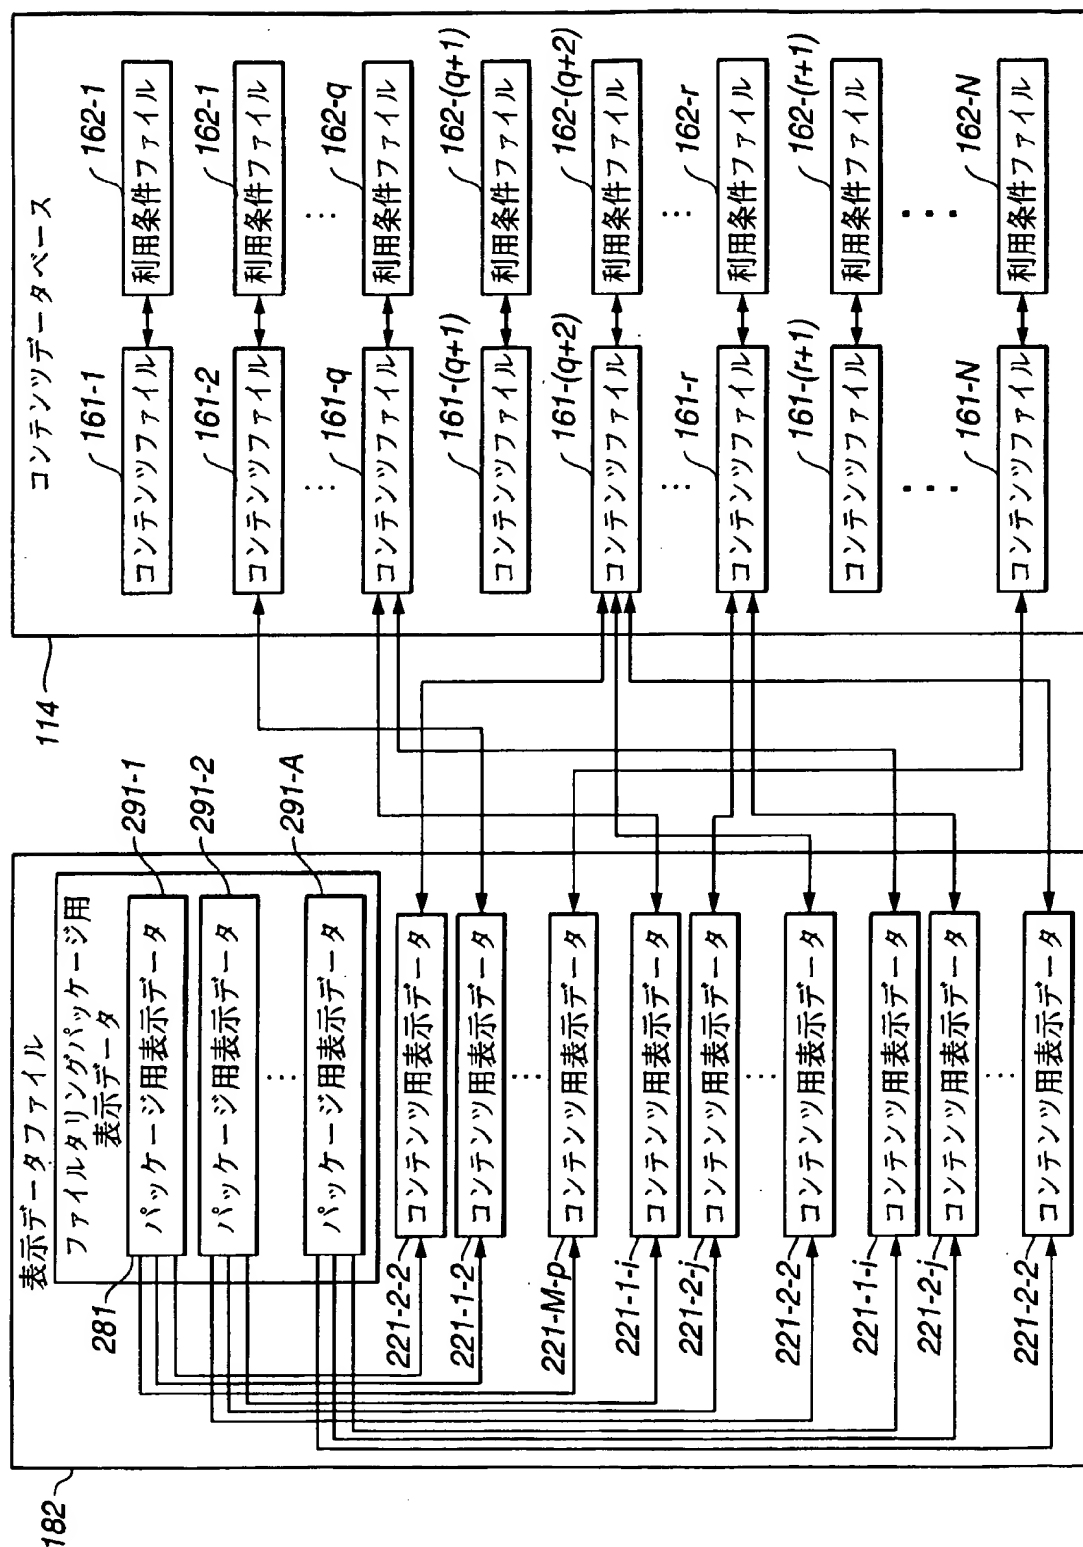 表示データファイル
ファイルタリングパッケージ用
表示データ
281
パッケージ用表示データ
291-1
パッケージ用表示データ
291-2
⋮
パッケージ用表示データ
291-A
221-2-2
コンテンツ用表示データ
221-1-2
コンテンツ用表示データ
⋮
221-M-p
コンテンツ用表示データ
221-1-i
コンテンツ用表示データ
221-2-j
コンテンツ用表示データ
⋮
221-2-2
コンテンツ用表示データ
221-1-i
コンテンツ用表示データ
221-2-j
コンテンツ用表示データ
⋮
221-2-2
コンテンツ用表示データ
182
114
コンテンツデータベース
コンテンツファイル
161-1
利用条件ファイル
162-1
コンテンツファイル
161-2
利用条件ファイル
162-1
⋮
⋮
コンテンツファイル
161-q
利用条件ファイル
162-q
コンテンツファイル
161-(q+1)
利用条件ファイル
162-(q+1)
コンテンツファイル
161-(q+2)
利用条件ファイル
162-(q+2)
⋮
⋮
コンテンツファイル
161-r
利用条件ファイル
162-r
コンテンツファイル
161-(r+1)
利用条件ファイル
162-(r+1)
⋮
⋮
コンテンツファイル
161-N
利用条件ファイル
162-N